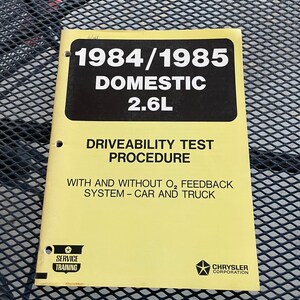 1984/1985
DOMESTIC
2.6L
DRIVEABILITY TEST
PROCEDURE
WITH AND WITHOUT O₂ FEEDBACK
SYSTEM – CAR AND TRUCK
SERVICE
TRAINING
CHRYSLER
CORPORATION